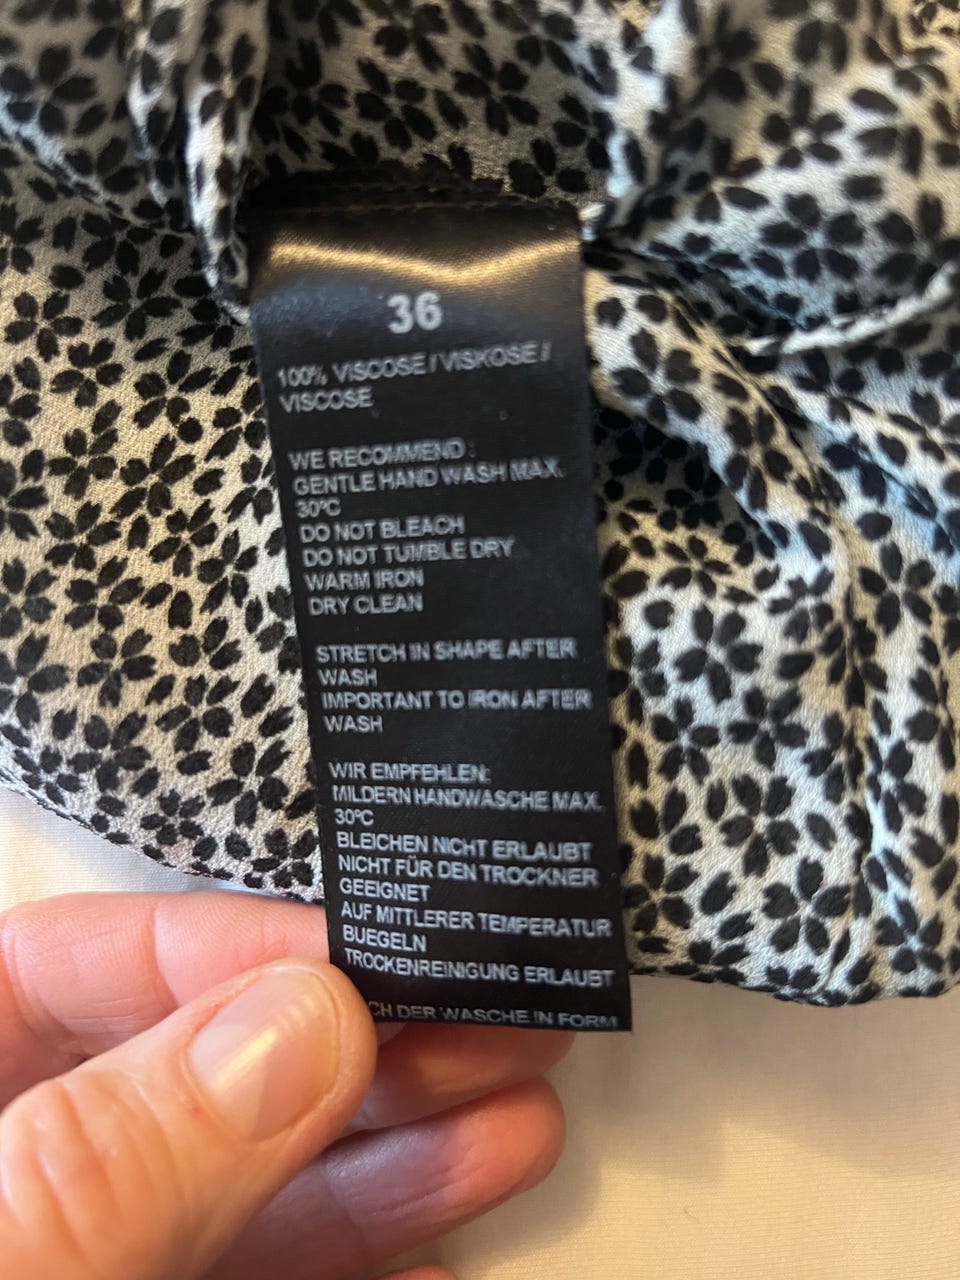 36
100% VISCOSE / VISKOSE /
VISCOSE
WE RECOMMEND :
GENTLE HAND WASH MAX.
30ºC
DO NOT BLEACH
DO NOT TUMBLE DRY
WARM IRON
DRY CLEAN
STRETCH IN SHAPE AFTER
WASH
IMPORTANT TO IRON AFTER
WASH
WIR EMPFEHLEN:
MILDERN HANDWASCHE MAX.
30ºC
BLEICHEN NICHT ERLAUBT
NICHT FÜR DEN TROCKNER
GEEIGNET
AUF MITTLERER TEMPERATUR
BUEGELN
TROCKENREINIGUNG ERLAUBT
DER WASCHE IN FORM